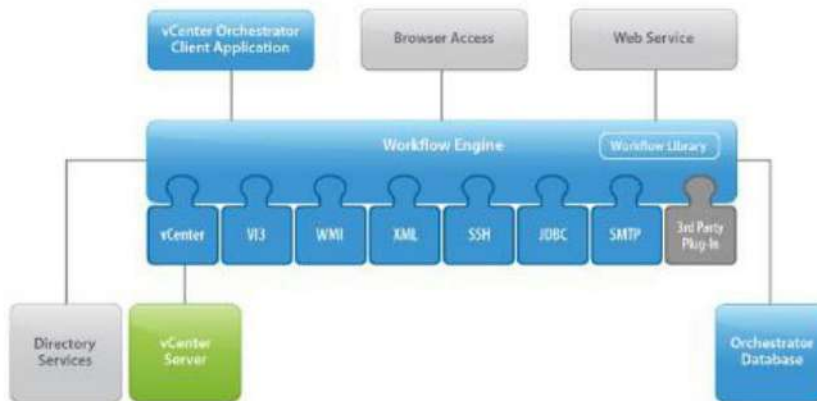 vCenter Orchestrator
Client Application
Browser Access
Web Service
Workflow Engine
Workflow Library
vCenter
VI3
WMI
XML
SSH
JDBC
SMTP
3rd Party
Plug-In
Directory
Services
vCenter
Server
Orchestrator
Database